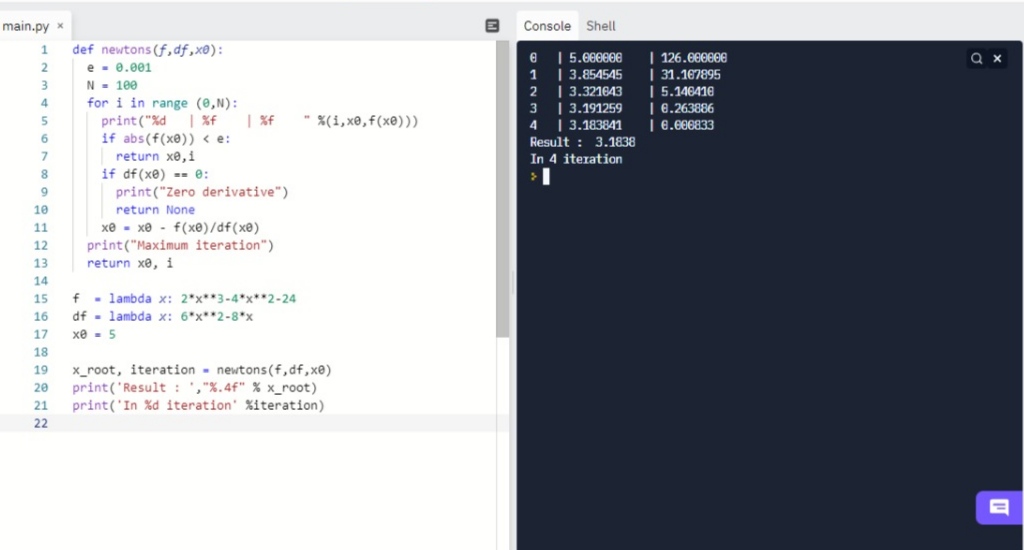 main.py ×
1 def newtons(f,df,x0):
2 e = 0.001
3 N = 100
4 for i in range (0,N):
5 print("%d   | %f    | %f    " %(i,x0,f(x0)))
6 if abs(f(x0)) < e:
7 return x0,i
8 if df(x0) == 0:
9 print("Zero derivative")
10 return None
11 x0 = x0 - f(x0)/df(x0)
12 print("Maximum iteration")
13 return x0, i
14
15 f  = lambda x: 2*x**3-4*x**2-24
16 df = lambda x: 6*x**2-8*x
17 x0 = 5
18
19 x_root, iteration = newtons(f,df,x0)
20 print('Result : ',"%.4f" % x_root)
21 print('In %d iteration' %iteration)
22
Console Shell
0   | 5.000000    | 126.000000
1   | 3.854545    | 31.107895
2   | 3.321043    | 5.140410
3   | 3.191259    | 0.263886
4   | 3.183841    | 0.000833
Result :  3.1838
In 4 iteration
>